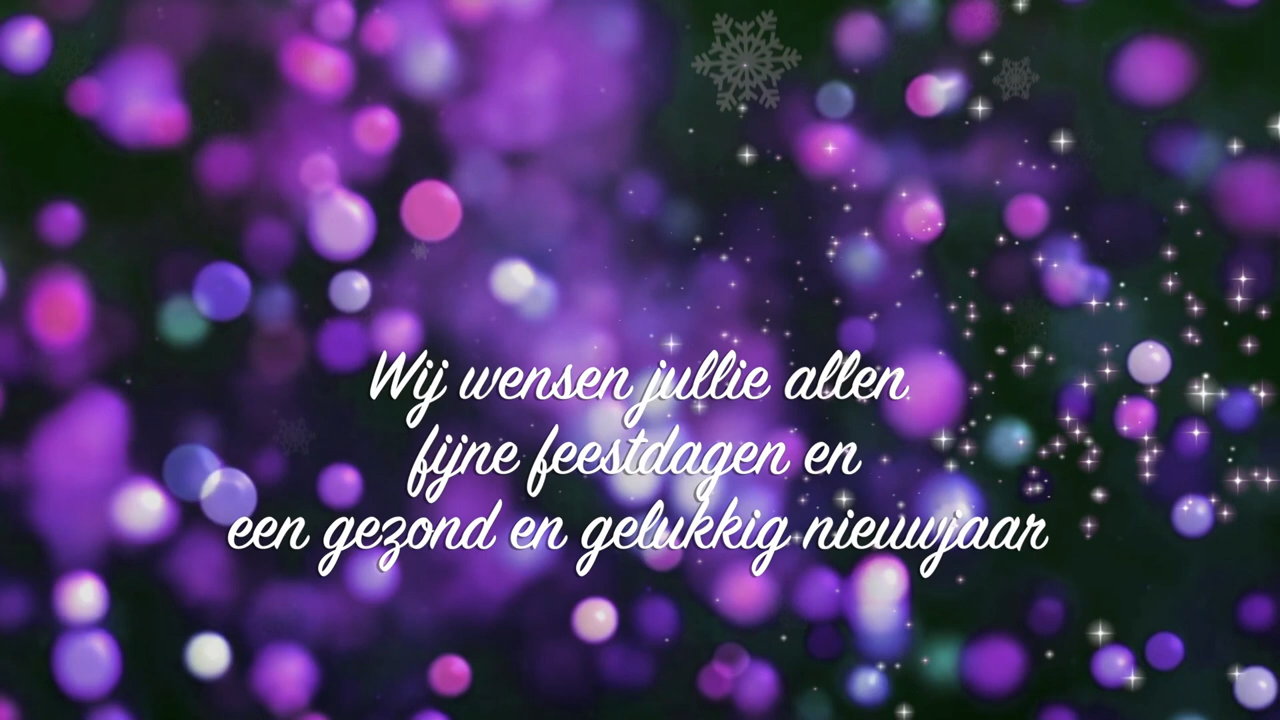 Wij wensen jullie allen
fijne feestdagen en
een gezond en gelukkig nieuwjaar